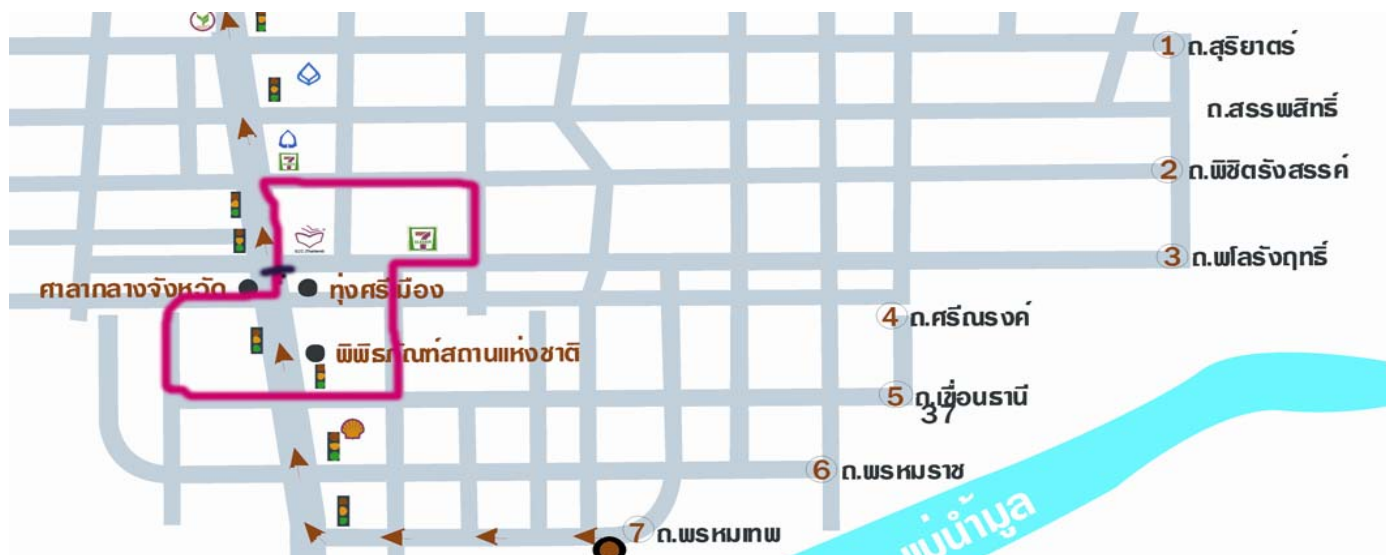 1 ถ.สุริยาตร์
ถ.สรรพสิทธิ์
2 ถ.พิชิตรังสรรค์
7
3 ถ.พโลรังฤทธิ์
ศาลากลางจังหวัด
ทุ่งศรีเมือง
4 ถ.ศรีณรงค์
พิพิธภัณฑ์สถานแห่งชาติ
5 ถ.เขื่อนธานี
37
6 ถ.พรหมราช
แม่น้ำมูล
7 ถ.พรหมเทพ